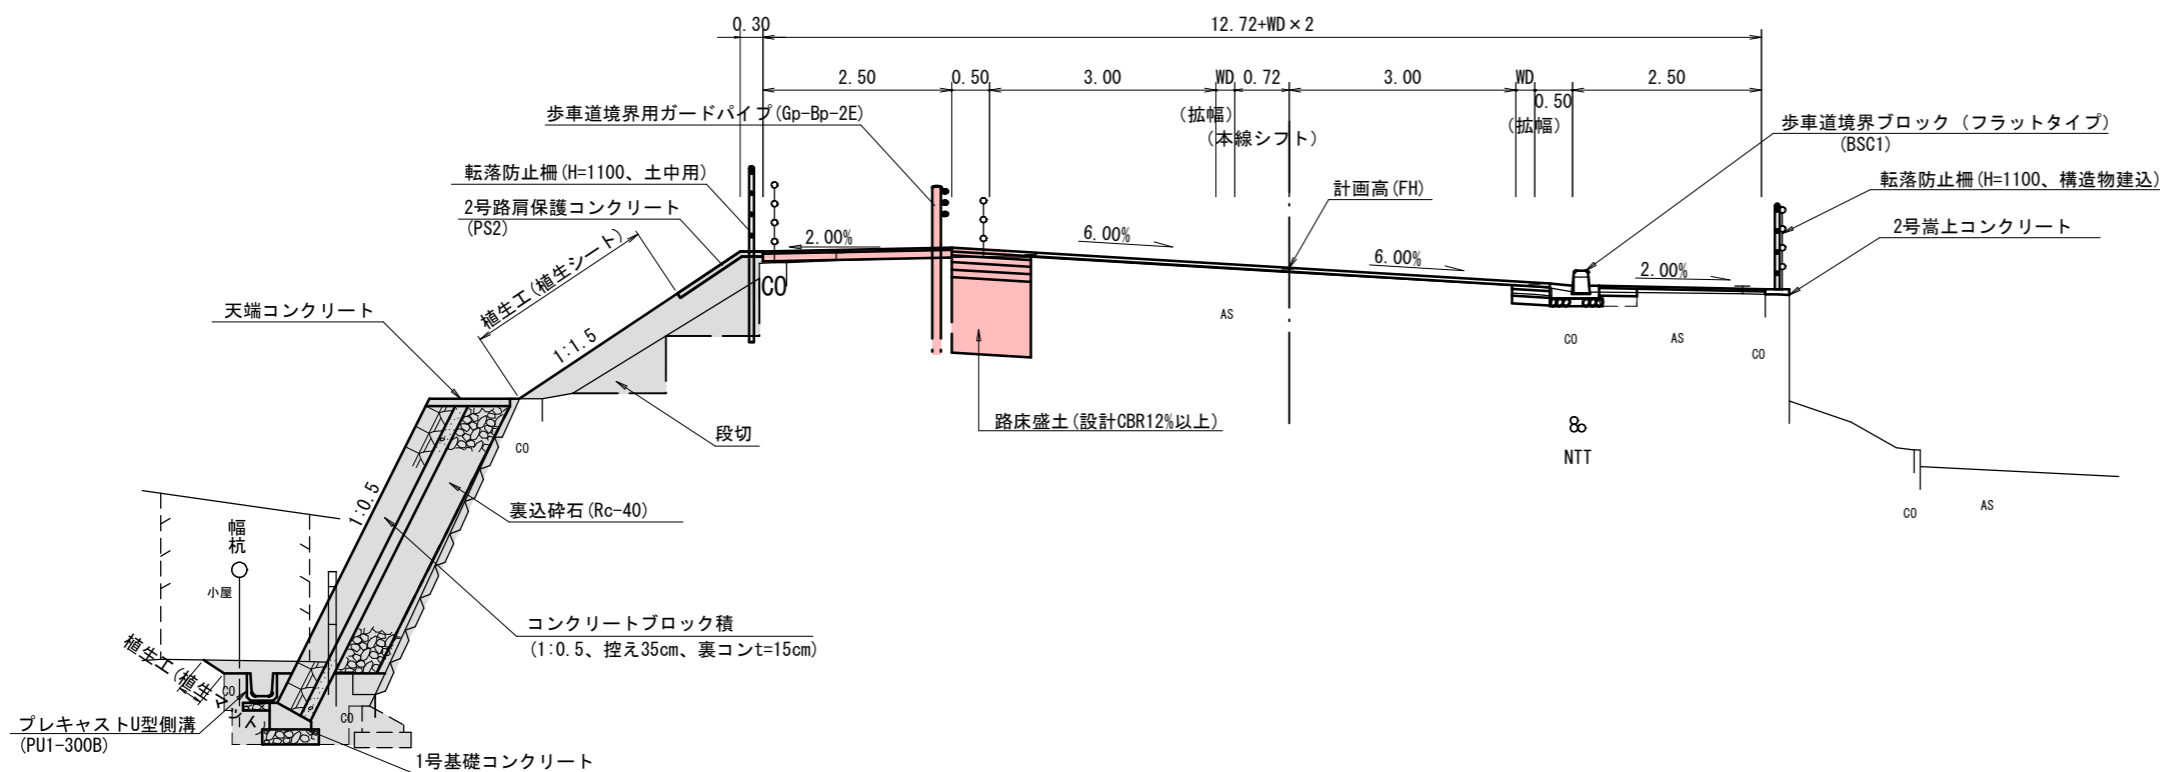 0.30
12.72+WD×2
2.50
0.50
3.00
WD
0.72
3.00
WD
0.50
2.50
(拡幅)
(本線シフト)
(拡幅)
歩車道境界用ガードパイプ(Gp-Bp-2E)
歩車道境界ブロック(フラットタイプ)
(BSC1)
転落防止柵(H=1100、土中用)
計画高(FH)
転落防止柵(H=1100、構造物建込)
2号路肩保護コンクリート
(PS2)
2号嵩上コンクリート
2.00%
6.00%
6.00%
2.00%
植生工(植生シート)
CO
天端コンクリート
1:1.5
AS
CO
AS
CO
路床盛土(設計CBR12%以上)
段切
CO
NTT
1:0.5
裏込砕石(Rc-40)
CO
AS
幅杭
小屋
コンクリートブロック積
(1:0.5、控え35cm、裏コンt=15cm)
CO
CO
プレキャストU型側溝
(PU1-300B)
1号基礎コンクリート